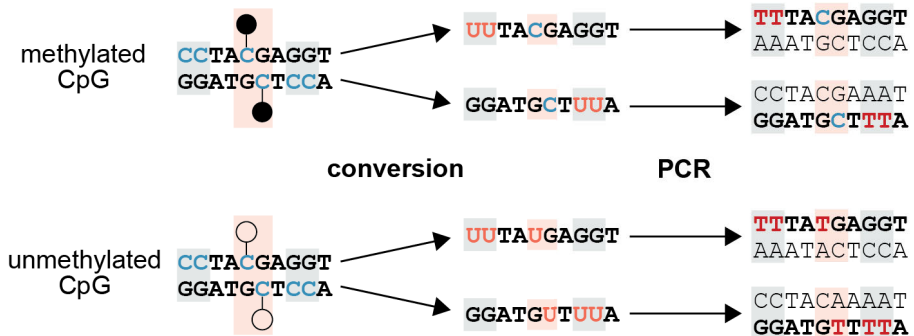 methylated
CpG
CCTACGAGGT
GGATGCTCCA
UUTACGAGGT
GGATGCTUUA
TTTACGAGGT
AAATGCTCCA
CCTACGAAAT
GGATGCTTTA
conversion
PCR
unmethylated
CpG
CCTACGAGGT
GGATGCTCCA
UUTAUGAGGT
GGATGUTUUA
TTTATGAGGT
AAATACTCCA
CCTACAAAAT
GGATGTTTTA